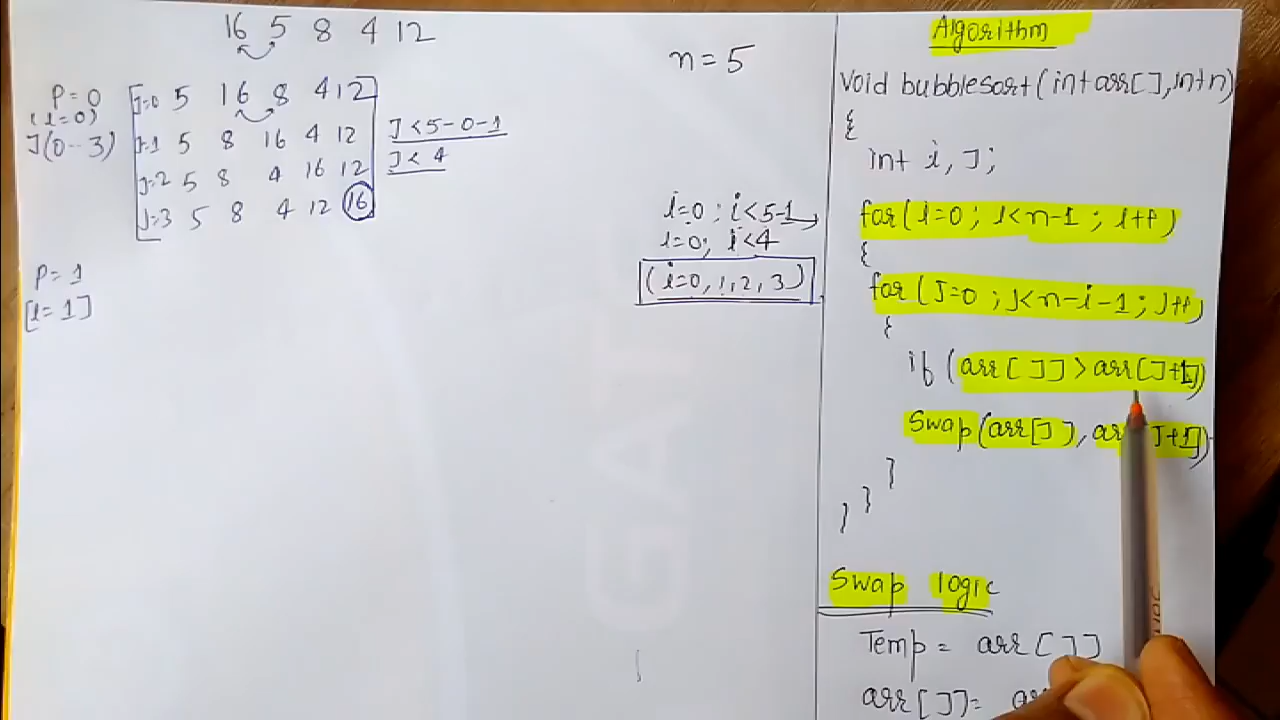 16 5 8 4 12
n = 5
P = 0
(i=0)
J(0--3)
J=0 5 16 8 4 12
J=1 5 8 16 4 12
J=2 5 8 4 16 12
J=3 5 8 4 12 16
J < 5-0-1
J < 4
P = 1
[i = 1]
i=0 ; i<5-1
i=0; i<4
(i=0, 1, 2, 3)
Algorithm
Void bubbleSort(int arr[], int n)
{
int i, J;
for(i=0; i<n-1 ; i++)
{
for(J=0 ; J<n-i-1; J++)
{
if (arr[J]>arr[J+1])
Swap(arr[J], ar J+1])
}
}
}
Swap logic
Temp = arr[J]
arr[J]=
GAT